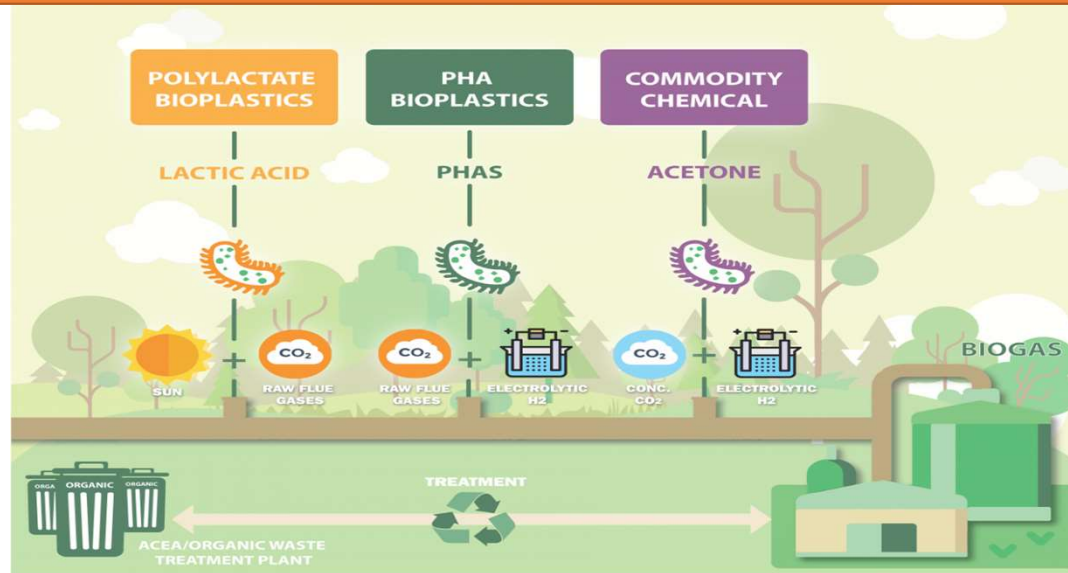 POLYLACTATE
BIOPLASTICS
PHA
BIOPLASTICS
COMMODITY
CHEMICAL
LACTIC ACID
PHAS
ACETONE
+ −
+ −
CO₂
CO₂
CO₂
+
+
+
SUN
RAW FLUE
GASES
RAW FLUE
GASES
ELECTROLYTIC
H2
CONC.
CO₂
ELECTROLYTIC
H2
BIOGAS
ORGA
ORGANIC
ORGANIC
TREATMENT
ACEA/ORGANIC WASTE
TREATMENT PLANT